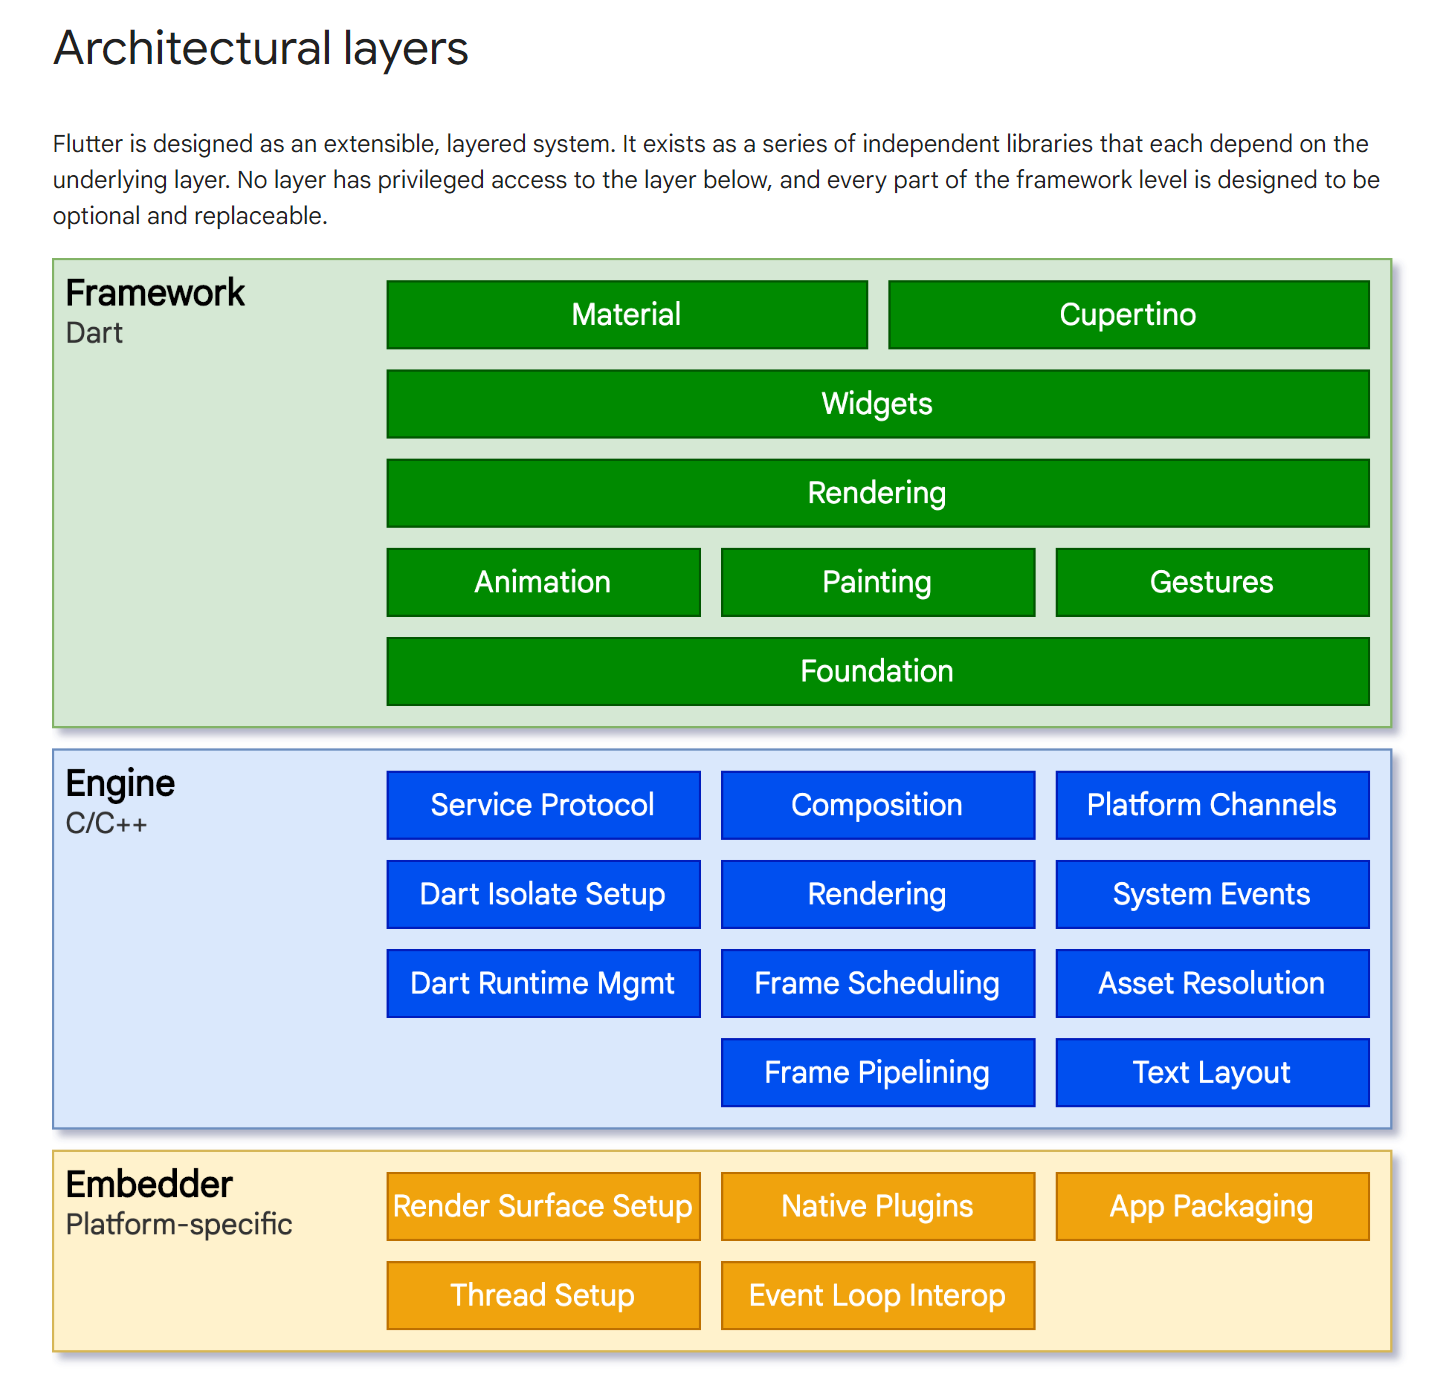 Architectural layers
Flutter is designed as an extensible, layered system. It exists as a series of independent libraries that each depend on the
underlying layer. No layer has privileged access to the layer below, and every part of the framework level is designed to be
optional and replaceable.
Framework
Dart
Material
Cupertino
Widgets
Rendering
Animation
Painting
Gestures
Foundation
Engine
C/C++
Service Protocol
Composition
Platform Channels
Dart Isolate Setup
Rendering
System Events
Dart Runtime Mgmt
Frame Scheduling
Asset Resolution
Frame Pipelining
Text Layout
Embedder
Platform-specific
Render Surface Setup
Native Plugins
App Packaging
Thread Setup
Event Loop Interop